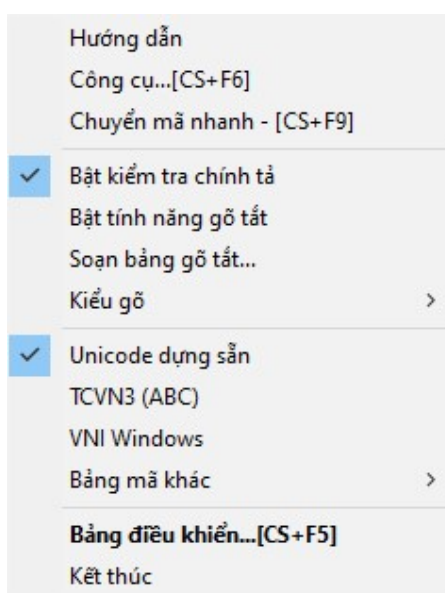 Hướng dẫn
Công cụ...[CS+F6]
Chuyển mã nhanh - [CS+F9]
Bật kiểm tra chính tả
Bật tính năng gõ tắt
Soạn bảng gõ tắt...
Kiểu gõ
Unicode dựng sẵn
TCVN3 (ABC)
VNI Windows
Bảng mã khác
Bảng điều khiển...[CS+F5]
Kết thúc